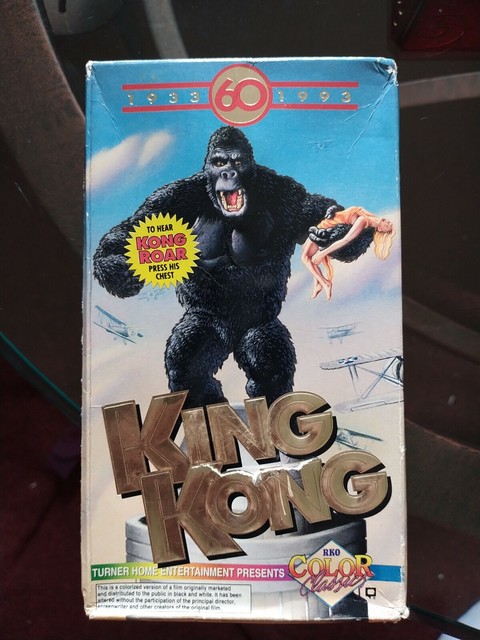 1933 60 1993
TO HEAR
KONG
ROAR
PRESS HIS
CHEST
KING
KONG
TURNER HOME ENTERTAINMENT PRESENTS
RKO
COLOR
Classics
This is a colorized version of a film originally marketed
and distributed to the public in black and white. It has been
altered without the participation of the principal director,
screenwriter and other creators of the original film.